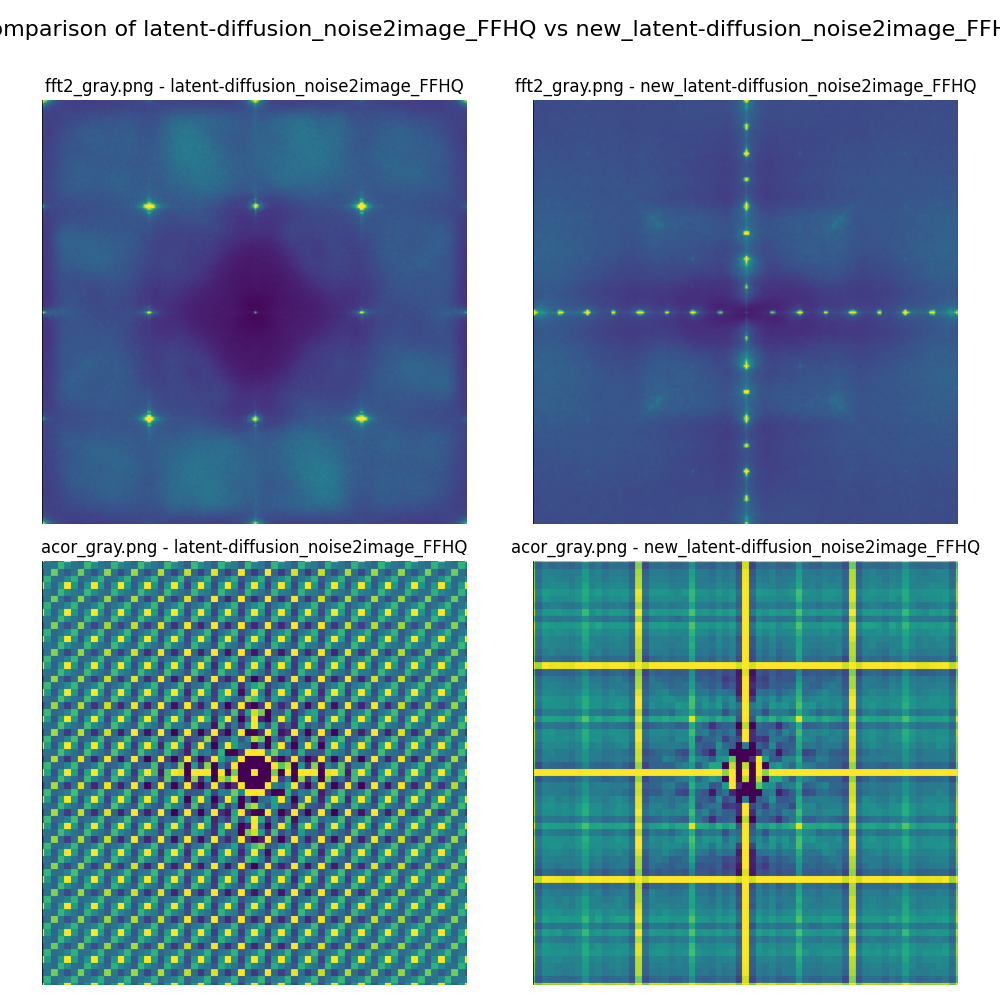 omparison of latent-diffusion_noise2image_FFHQ vs new_latent-diffusion_noise2image_FFH
fft2_gray.png - latent-diffusion_noise2image_FFHQ
fft2_gray.png - new_latent-diffusion_noise2image_FFHQ
acor_gray.png - latent-diffusion_noise2image_FFHQ
acor_gray.png - new_latent-diffusion_noise2image_FFHQ